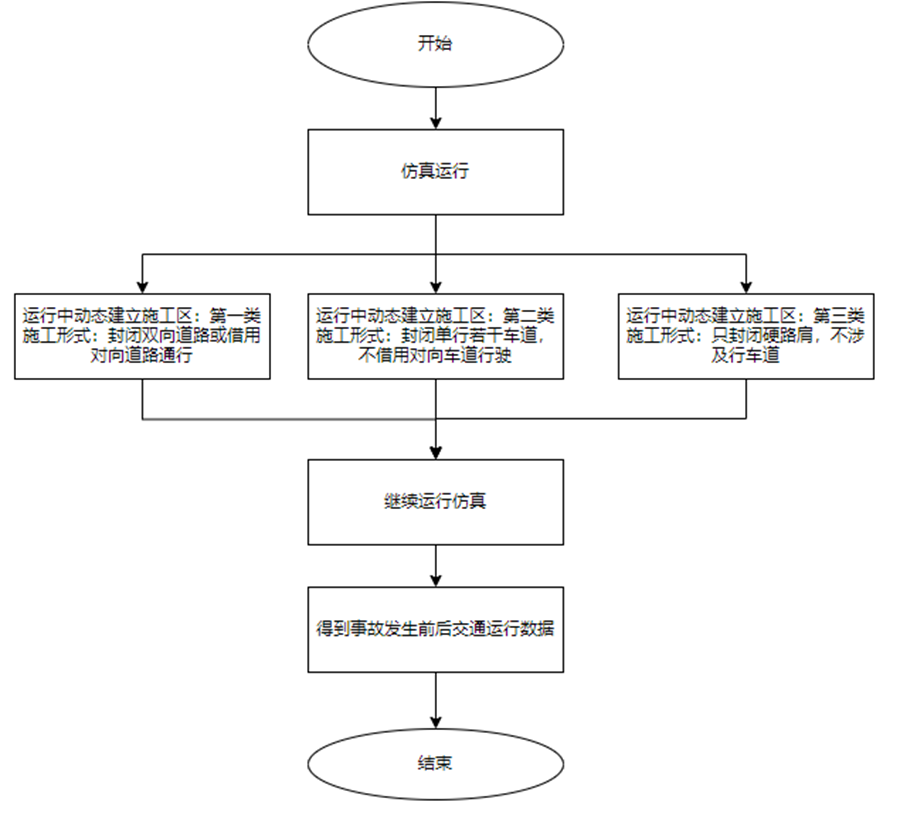 开始
仿真运行
运行中动态建立施工区：第一类
施工形式：封闭双向道路或借用
对向道路通行
运行中动态建立施工区：第二类
施工形式：封闭单行若干车道，
不借用对向车道行驶
运行中动态建立施工区：第三类
施工形式：只封闭硬路肩，不涉
及行车道
继续运行仿真
得到事故发生前后交通运行数据
结束